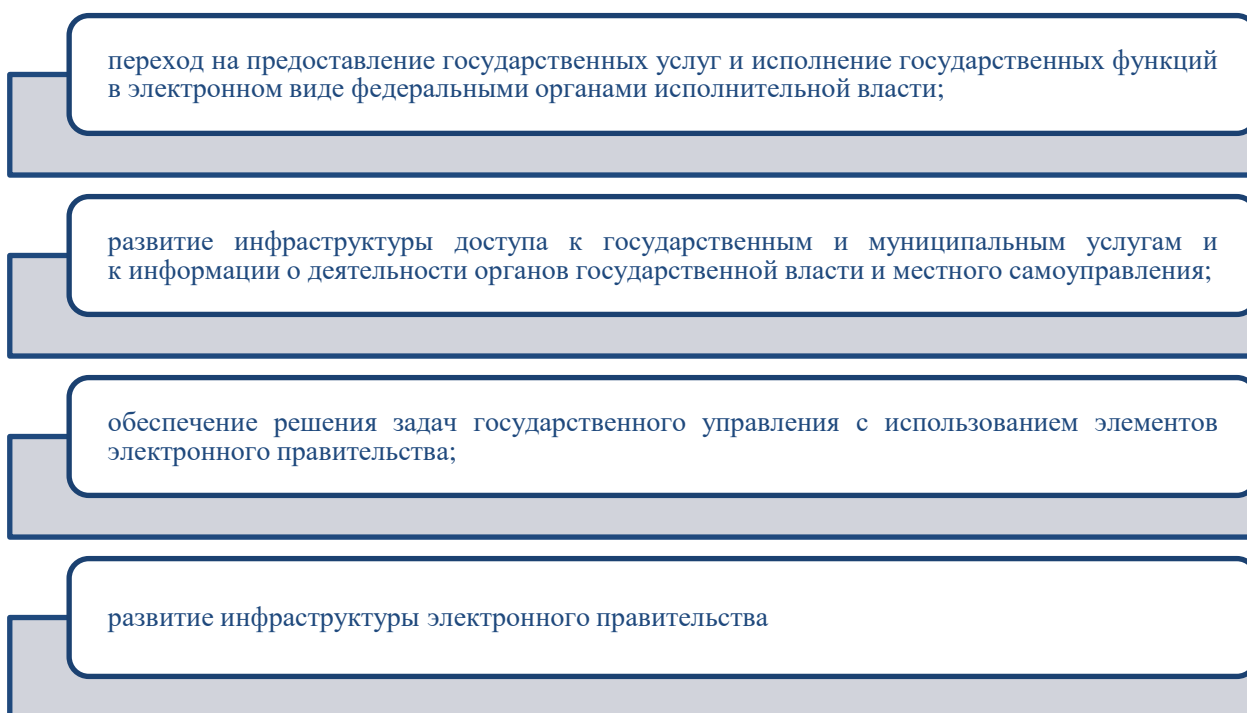 переход на предоставление государственных услуг и исполнение государственных функций
в электронном виде федеральными органами исполнительной власти;
развитие инфраструктуры доступа к государственным и муниципальным услугам и
к информации о деятельности органов государственной власти и местного самоуправления;
обеспечение решения задач государственного управления с использованием элементов
электронного правительства;
развитие инфраструктуры электронного правительства